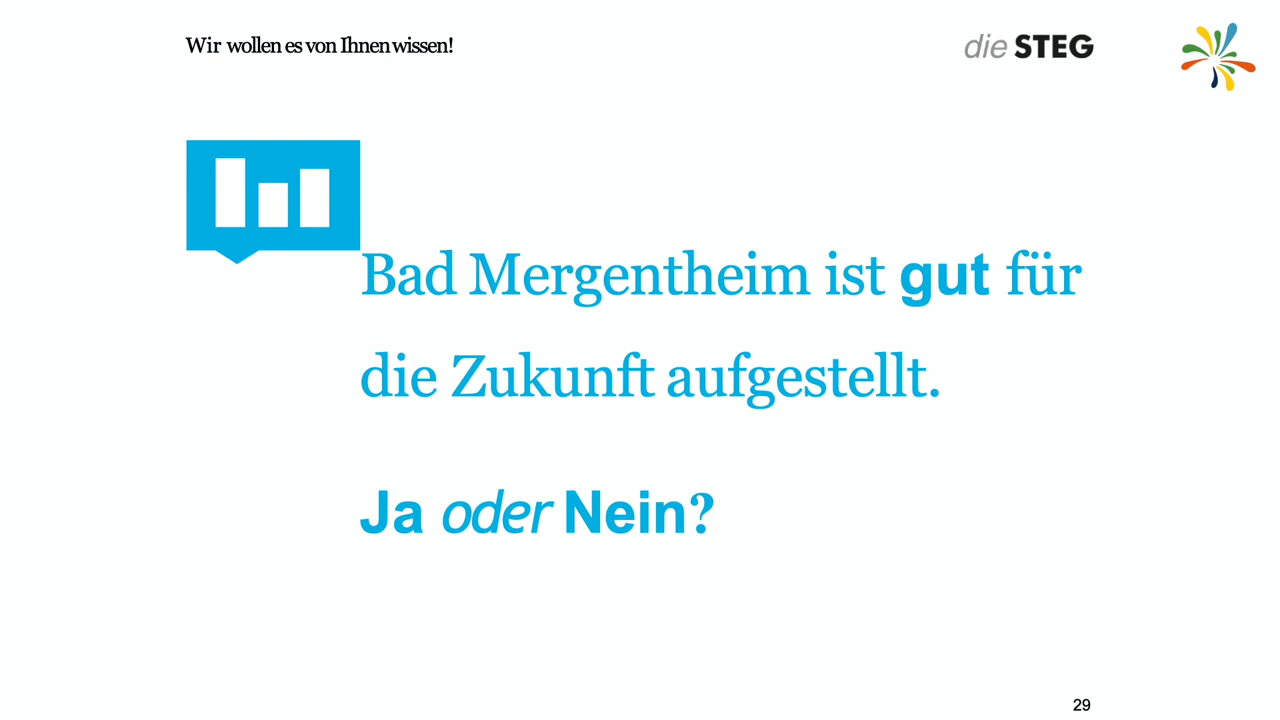 Wir wollen es von Ihnen wissen!
die STEG
Bad Mergentheim ist gut für
die Zukunft aufgestellt.
Ja oder Nein?
29